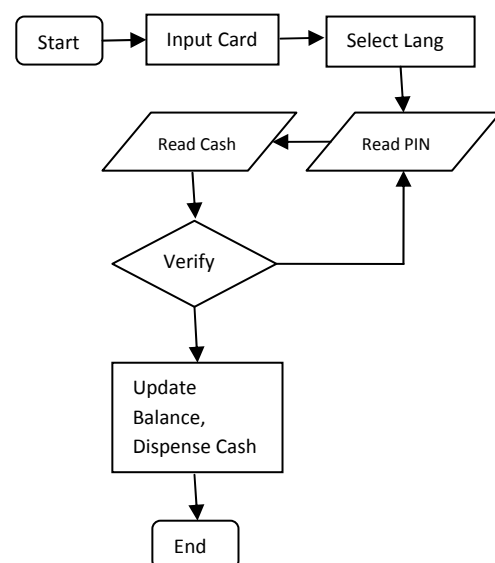 Start
Input Card
Select Lang
Read PIN
Read Cash
Verify
Update
Balance,
Dispense Cash
End